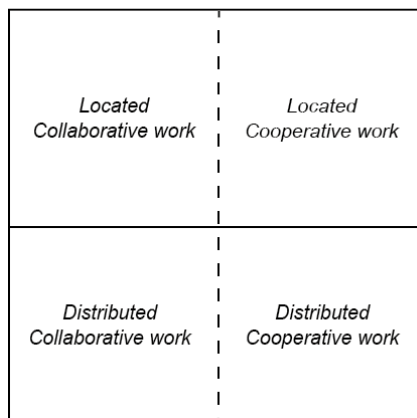 Located
Collaborative work
Located
Cooperative work
Distributed
Collaborative work
Distributed
Cooperative work